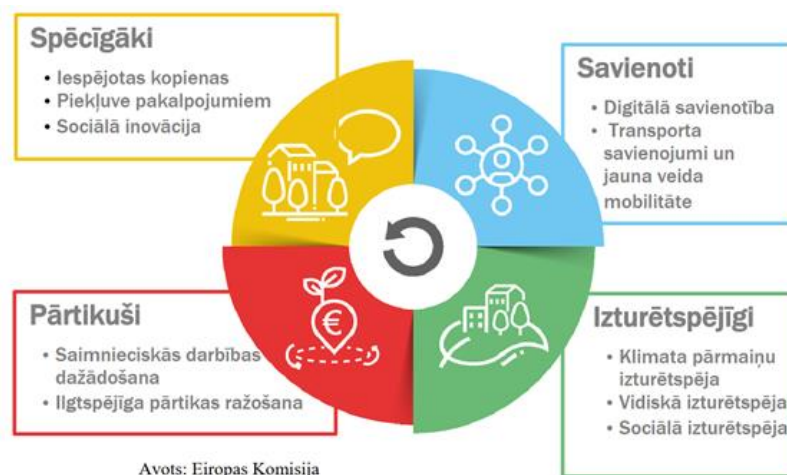 Spēcīgāki
• Iespējotas kopienas
• Piekļuve pakalpojumiem
• Sociālā inovācija
Savienoti
• Digitālā savienotība
• Transporta
savienojumi un
jauna veida
mobilitāte
Pārtikuši
• Saimnieciskās darbības
dažādošana
• Ilgtspējīga pārtikas ražošana
€
Izturētspējīgi
• Klimata pārmaiņu
izturētspēja
• Vidiskā izturētspēja
• Sociālā izturētspēja
Avots: Eiropas Komisija